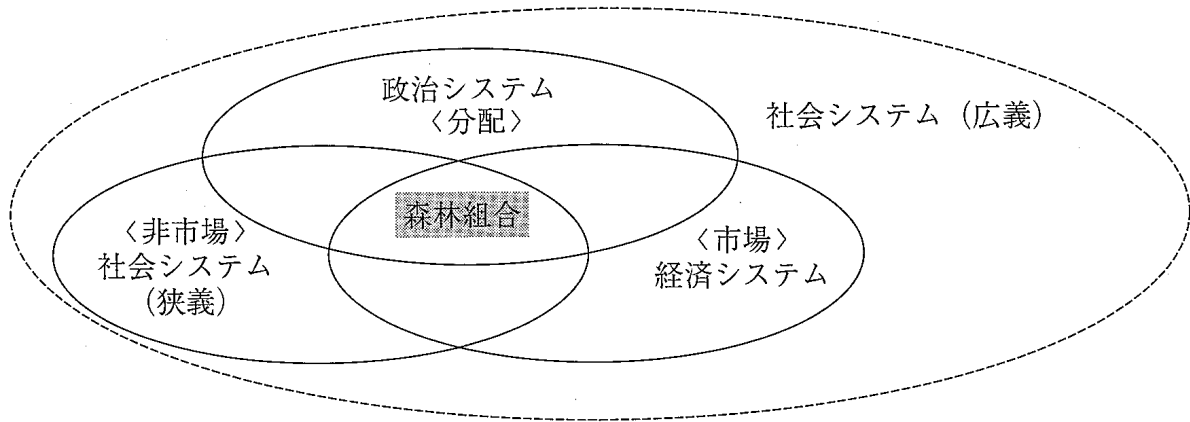 政治システム
〈分配〉
社会システム（広義）
森林組合
〈非市場〉
社会システム
（狭義）
〈市場〉
経済システム